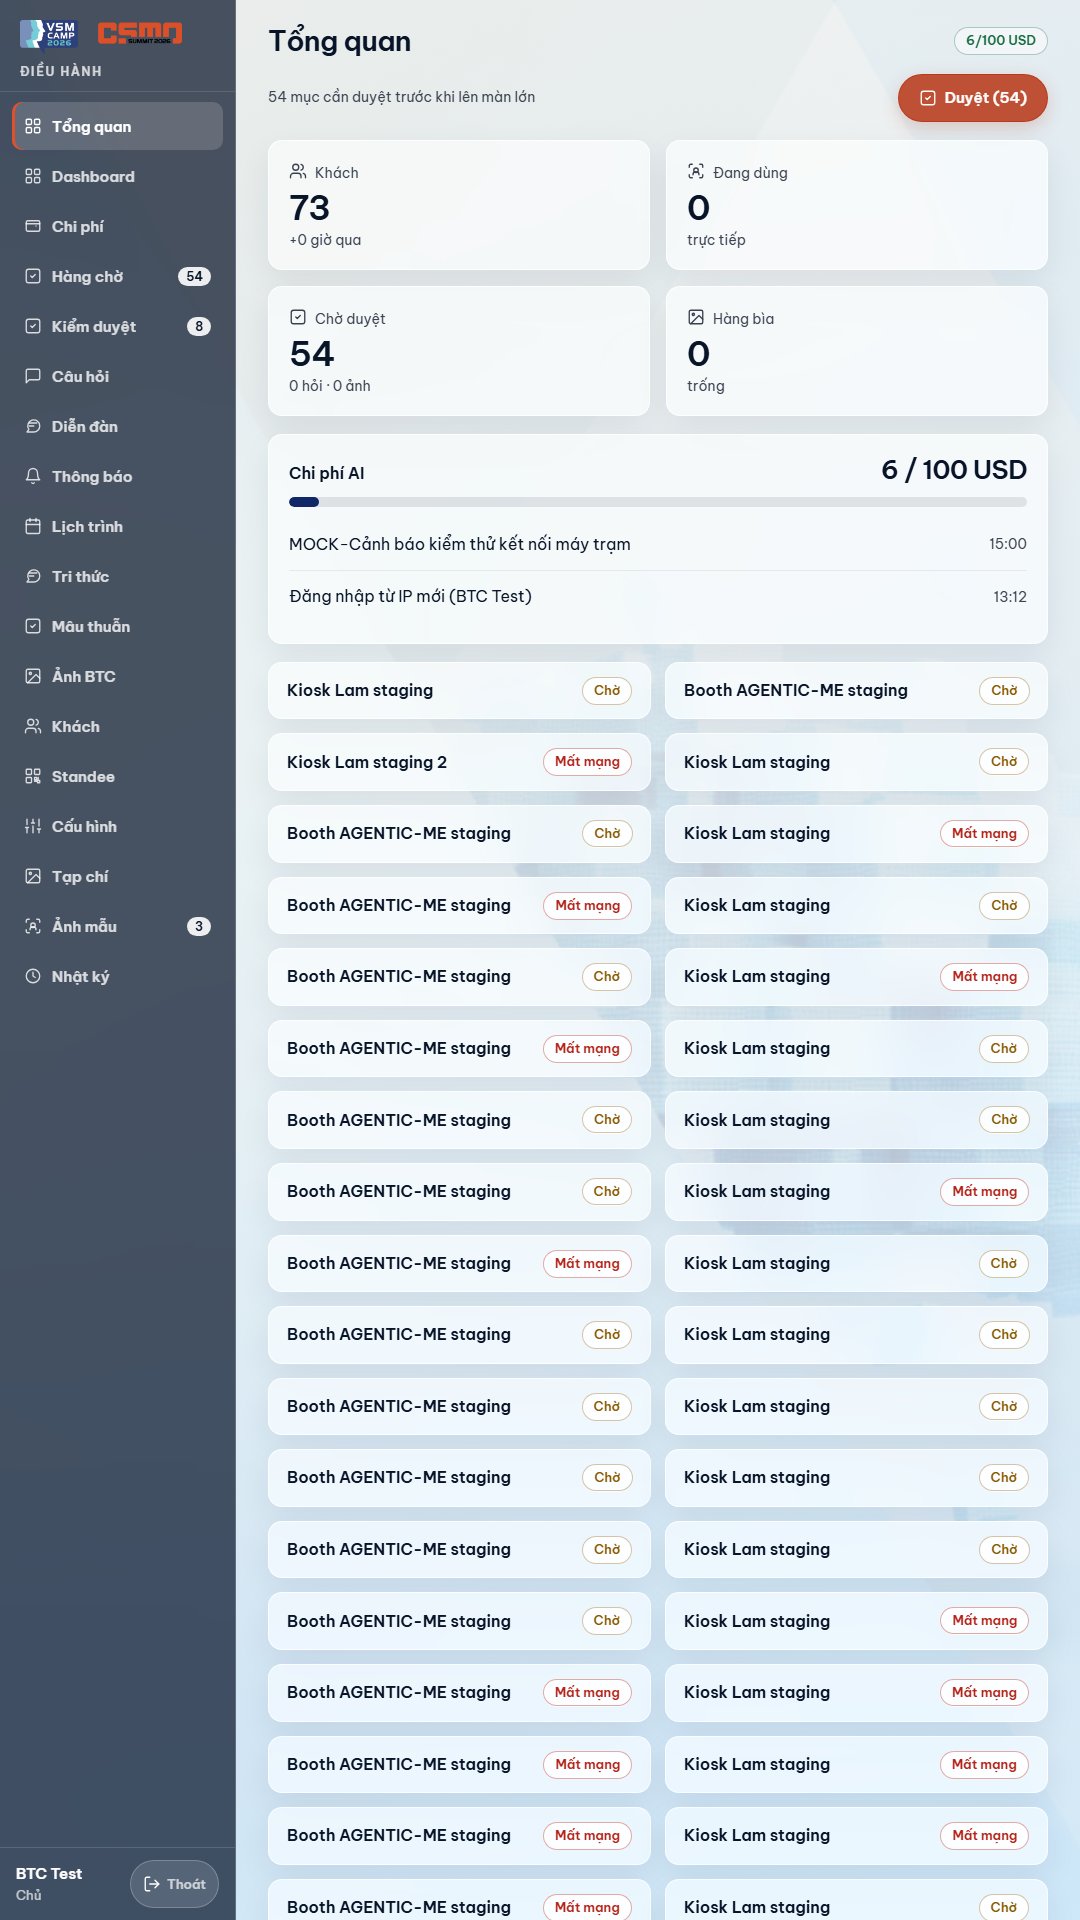 VSM
CAMP
2026
CSMO
SUMMIT 2026
ĐIỀU HÀNH
Tổng quan
Dashboard
Chi phí
Hàng chờ 54
Kiểm duyệt 8
Câu hỏi
Diễn đàn
Thông báo
Lịch trình
Tri thức
Mâu thuẫn
Ảnh BTC
Khách
Standee
Cấu hình
Tạp chí
Ảnh mẫu 3
Nhật ký
BTC Test
Chủ
Thoát
Tổng quan
6/100 USD
54 mục cần duyệt trước khi lên màn lớn
Duyệt (54)
Khách
73
+0 giờ qua
Đang dùng
0
trực tiếp
Chờ duyệt
54
0 hỏi · 0 ảnh
Hàng bìa
0
trống
Chi phí AI 6 / 100 USD
MOCK-Cảnh báo kiểm thử kết nối máy trạm 15:00
Đăng nhập từ IP mới (BTC Test) 13:12
Kiosk Lam staging Chờ
Booth AGENTIC-ME staging Chờ
Kiosk Lam staging 2 Mất mạng
Kiosk Lam staging Chờ
Booth AGENTIC-ME staging Chờ
Kiosk Lam staging Mất mạng
Booth AGENTIC-ME staging Mất mạng
Kiosk Lam staging Chờ
Booth AGENTIC-ME staging Chờ
Kiosk Lam staging Mất mạng
Booth AGENTIC-ME staging Mất mạng
Kiosk Lam staging Chờ
Booth AGENTIC-ME staging Chờ
Kiosk Lam staging Chờ
Booth AGENTIC-ME staging Chờ
Kiosk Lam staging Mất mạng
Booth AGENTIC-ME staging Mất mạng
Kiosk Lam staging Chờ
Booth AGENTIC-ME staging Chờ
Kiosk Lam staging Chờ
Booth AGENTIC-ME staging Chờ
Kiosk Lam staging Chờ
Booth AGENTIC-ME staging Chờ
Kiosk Lam staging Chờ
Booth AGENTIC-ME staging Chờ
Kiosk Lam staging Chờ
Booth AGENTIC-ME staging Chờ
Kiosk Lam staging Mất mạng
Booth AGENTIC-ME staging Mất mạng
Kiosk Lam staging Mất mạng
Booth AGENTIC-ME staging Mất mạng
Kiosk Lam staging Mất mạng
Booth AGENTIC-ME staging Mất mạng
Kiosk Lam staging Mất mạng
Booth AGENTIC-ME staging Mất mạng
Kiosk Lam staging Chờ